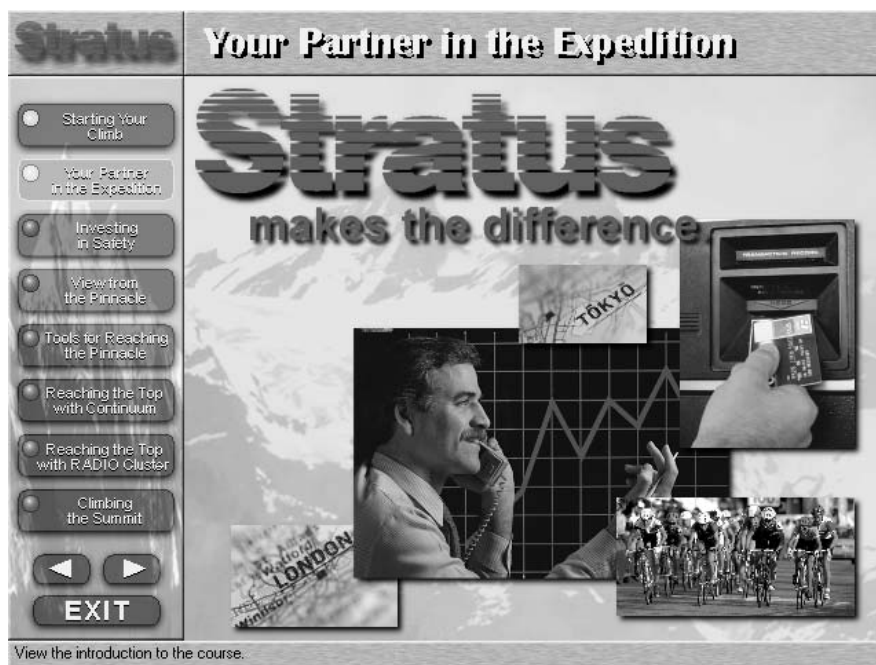 Stratus
Your Partner in the Expedition
Starting Your
Climb
Your Partner
in the Expedition
Investing
in Safety
View from
the Pinnacle
Tools for Reaching
the Pinnacle
Reaching the Top
with Continuum
Reaching the Top
with RADIO Cluster
Climbing
the Summit
EXIT
Stratus
makes the difference
TŌKYŌ
LONDON
View the introduction to the course.